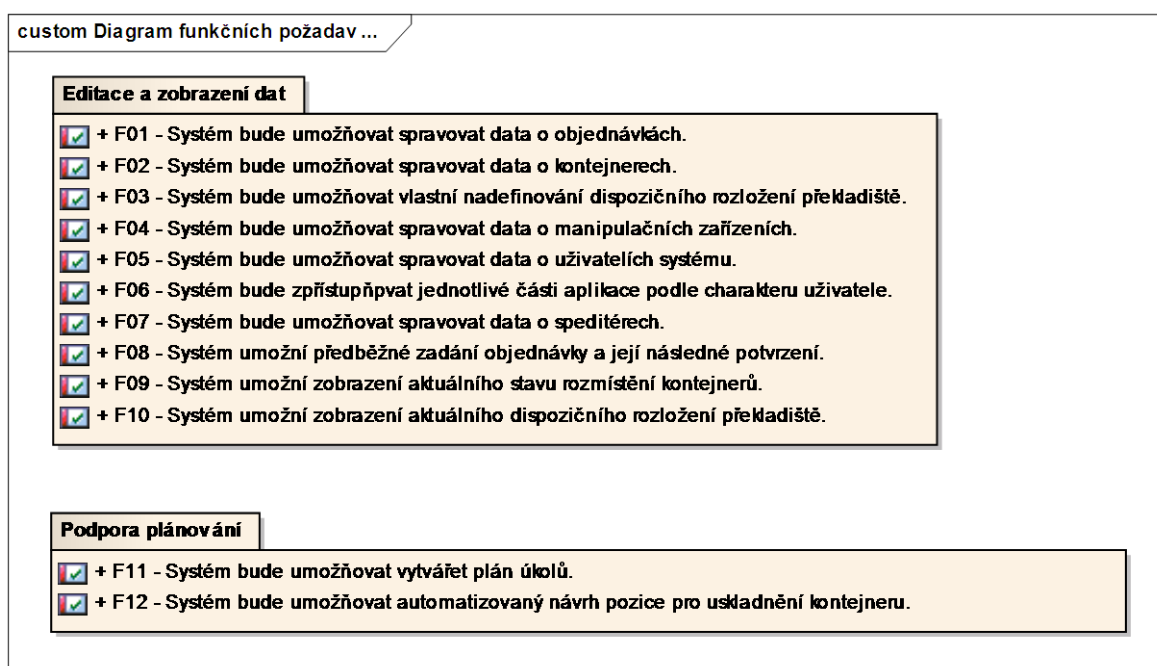 custom Diagram funkčních požadav ...
Editace a zobrazení dat
+ F01 - Systém bude umožňovat spravovat data o objednávkách.
+ F02 - Systém bude umožňovat spravovat data o kontejnerech.
+ F03 - Systém bude umožňovat vlastní nadefinování dispozičního rozložení překladiště.
+ F04 - Systém bude umožňovat spravovat data o manipulačních zařízeních.
+ F05 - Systém bude umožňovat spravovat data o uživatelích systému.
+ F06 - Systém bude zpřístupňpvat jednotlivé části aplikace podle charakteru uživatele.
+ F07 - Systém bude umožňovat spravovat data o speditérech.
+ F08 - Systém umožní předběžné zadání objednávky a její následné potvrzení.
+ F09 - Systém umožní zobrazení aktuálního stavu rozmístění kontejnerů.
+ F10 - Systém umožní zobrazení aktuálního dispozičního rozložení překladiště.
Podpora plánování
+ F11 - Systém bude umožňovat vytvářet plán úkolů.
+ F12 - Systém bude umožňovat automatizovaný návrh pozice pro uskladnění kontejneru.